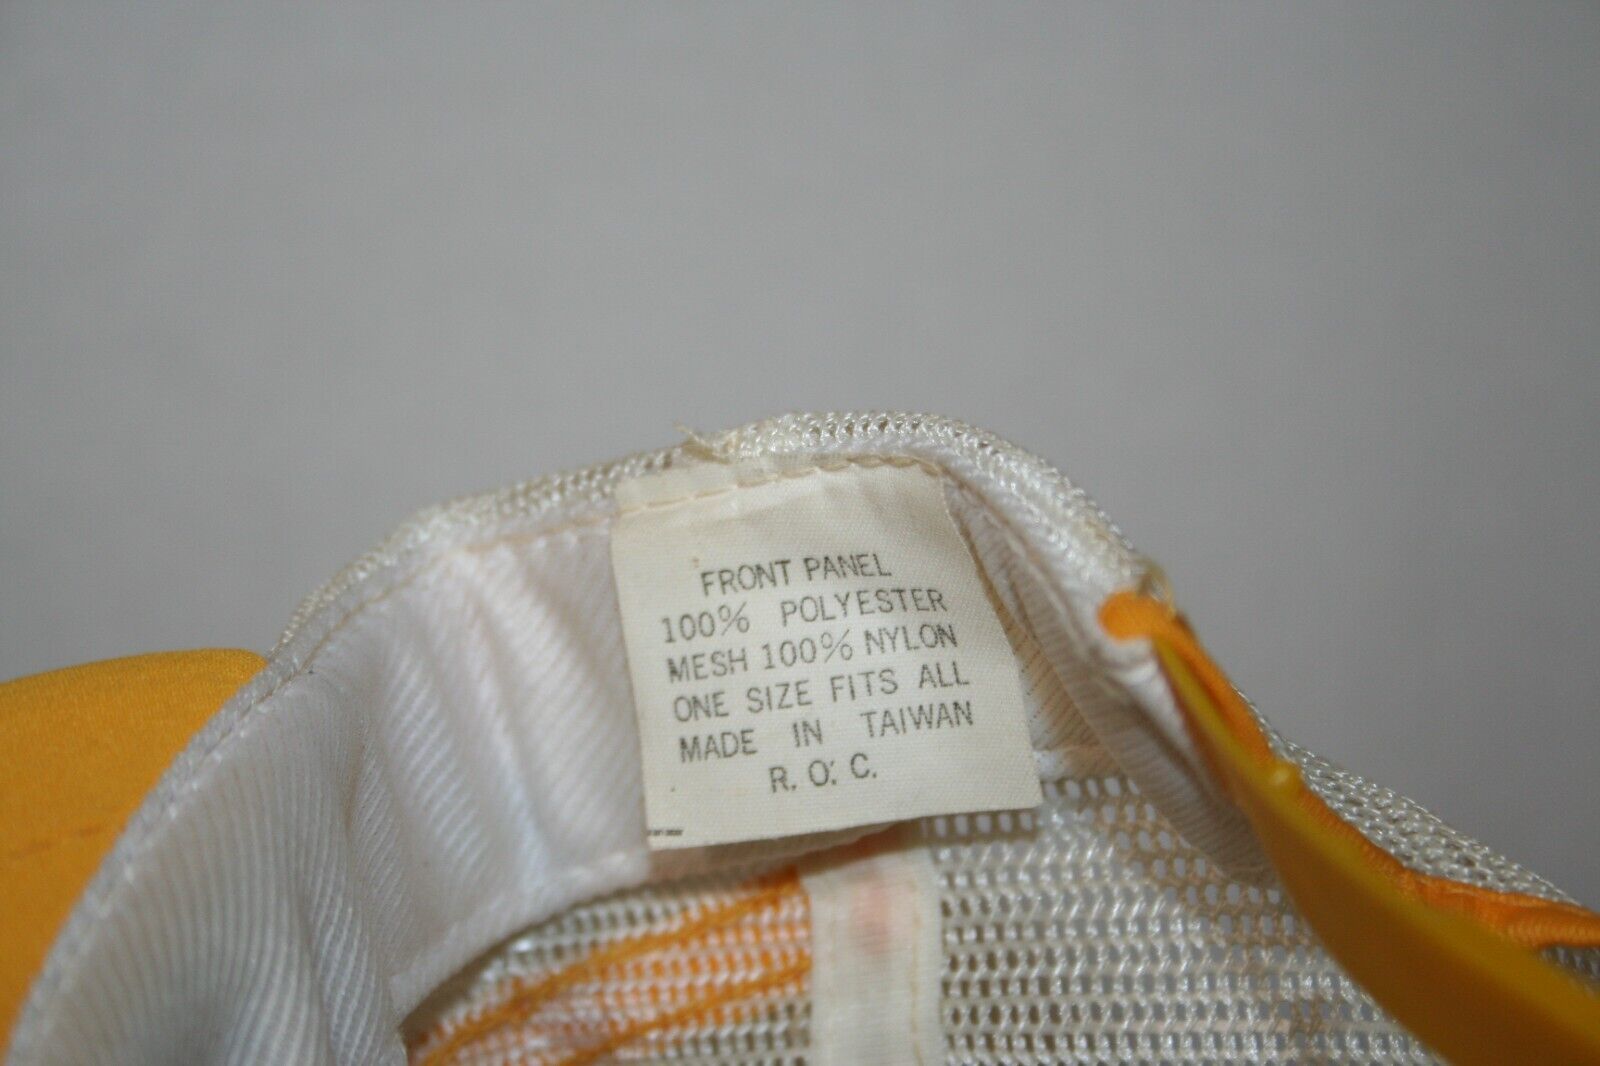 FRONT PANEL
100% POLYESTER
MESH 100% NYLON
ONE SIZE FITS ALL
MADE IN TAIWAN
R. O. C.